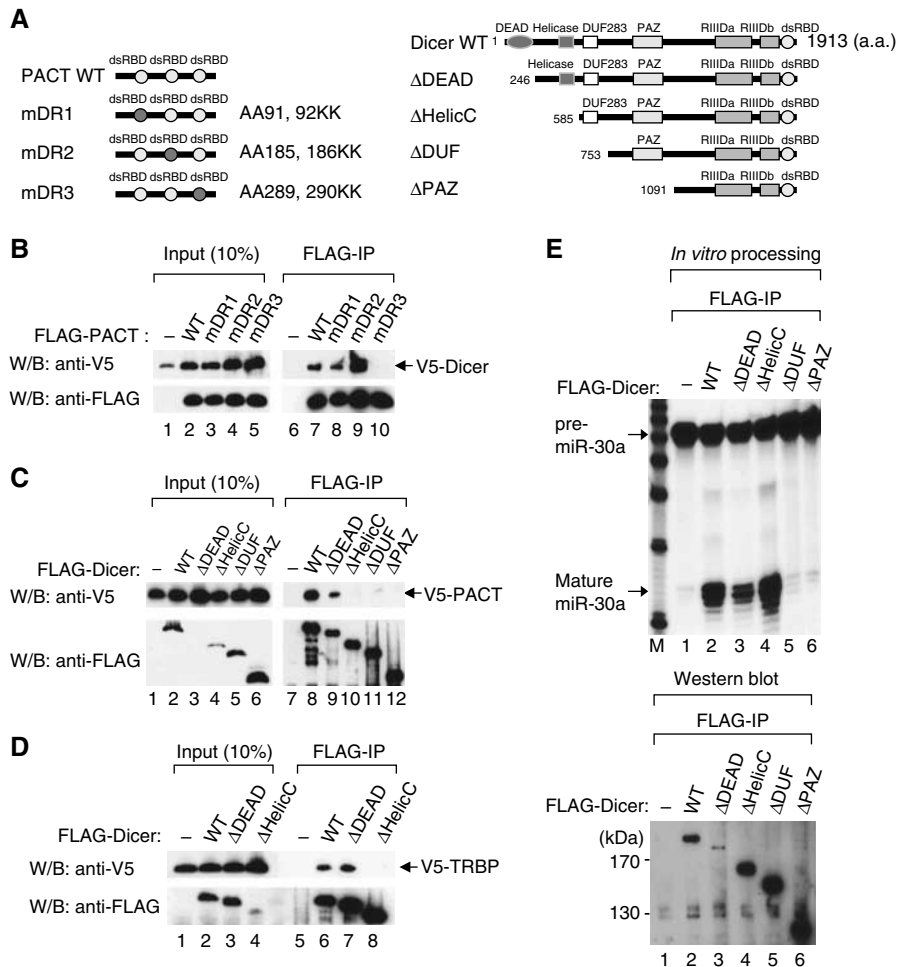 A
PACT WT
dsRBD dsRBD dsRBD
mDR1
dsRBD dsRBD dsRBD
AA91, 92KK
mDR2
dsRBD dsRBD dsRBD
AA185, 186KK
mDR3
dsRBD dsRBD dsRBD
AA289, 290KK
DEAD Helicase DUF283 PAZ RIIIDa RIIIDb dsRBD
Dicer WT 1 1913 (a.a.)
Helicase DUF283 PAZ RIIIDa RIIIDb dsRBD
ΔDEAD 246
DUF283 PAZ RIIIDa RIIIDb dsRBD
ΔHelicC 585
PAZ RIIIDa RIIIDb dsRBD
ΔDUF 753
RIIIDa RIIIDb dsRBD
ΔPAZ 1091
B
Input (10%) FLAG-IP
FLAG-PACT : – WT mDR1 mDR2 mDR3 – WT mDR1 mDR2 mDR3
W/B: anti-V5 V5-Dicer
W/B: anti-FLAG
1 2 3 4 5 6 7 8 9 10
C
Input (10%) FLAG-IP
FLAG-Dicer: – WT ΔDEAD ΔHelicC ΔDUF ΔPAZ – WT ΔDEAD ΔHelicC ΔDUF ΔPAZ
W/B: anti-V5 V5-PACT
W/B: anti-FLAG
1 2 3 4 5 6 7 8 9 10 11 12
D
Input (10%) FLAG-IP
FLAG-Dicer: – WT ΔDEAD ΔHelicC – WT ΔDEAD ΔHelicC
W/B: anti-V5 V5-TRBP
W/B: anti-FLAG
1 2 3 4 5 6 7 8
E
In vitro processing
FLAG-IP
FLAG-Dicer: – WT ΔDEAD ΔHelicC ΔDUF ΔPAZ
pre-
miR-30a
Mature
miR-30a
M 1 2 3 4 5 6
Western blot
FLAG-IP
FLAG-Dicer: – WT ΔDEAD ΔHelicC ΔDUF ΔPAZ
(kDa)
170 -
130 -
1 2 3 4 5 6